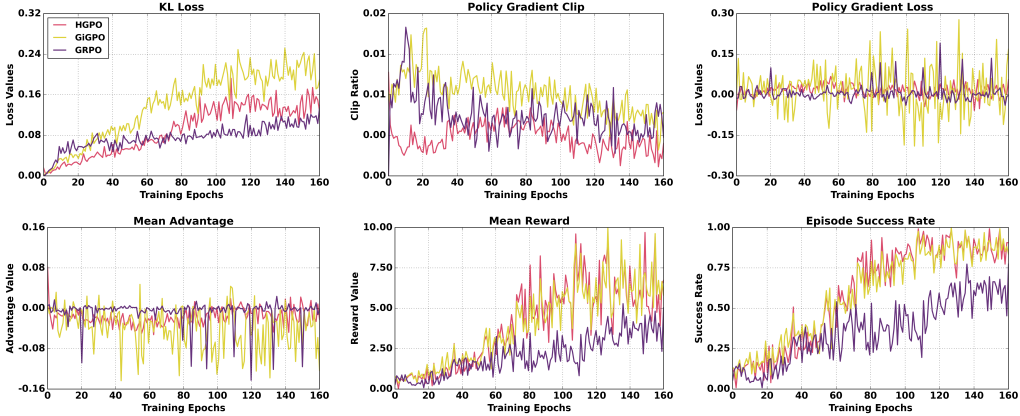 KL Loss
0.32
0.24
0.16
0.08
0.00
Loss Values
HGPO
GiGPO
GRPO
0 20 40 60 80 100 120 140 160
Training Epochs
Policy Gradient Clip
0.02
0.01
0.01
0.00
0.00
Clip Ratio
0 20 40 60 80 100 120 140 160
Training Epochs
Policy Gradient Loss
0.30
0.15
0.00
-0.15
-0.30
Loss Values
0 20 40 60 80 100 120 140 160
Training Epochs
Mean Advantage
0.16
0.08
0.00
-0.08
-0.16
Advantage Value
0 20 40 60 80 100 120 140 160
Training Epochs
Mean Reward
10.00
7.50
5.00
2.50
0.00
Reward Value
0 20 40 60 80 100 120 140 160
Training Epochs
Episode Success Rate
1.00
0.75
0.50
0.25
0.00
Success Rate
0 20 40 60 80 100 120 140 160
Training Epochs